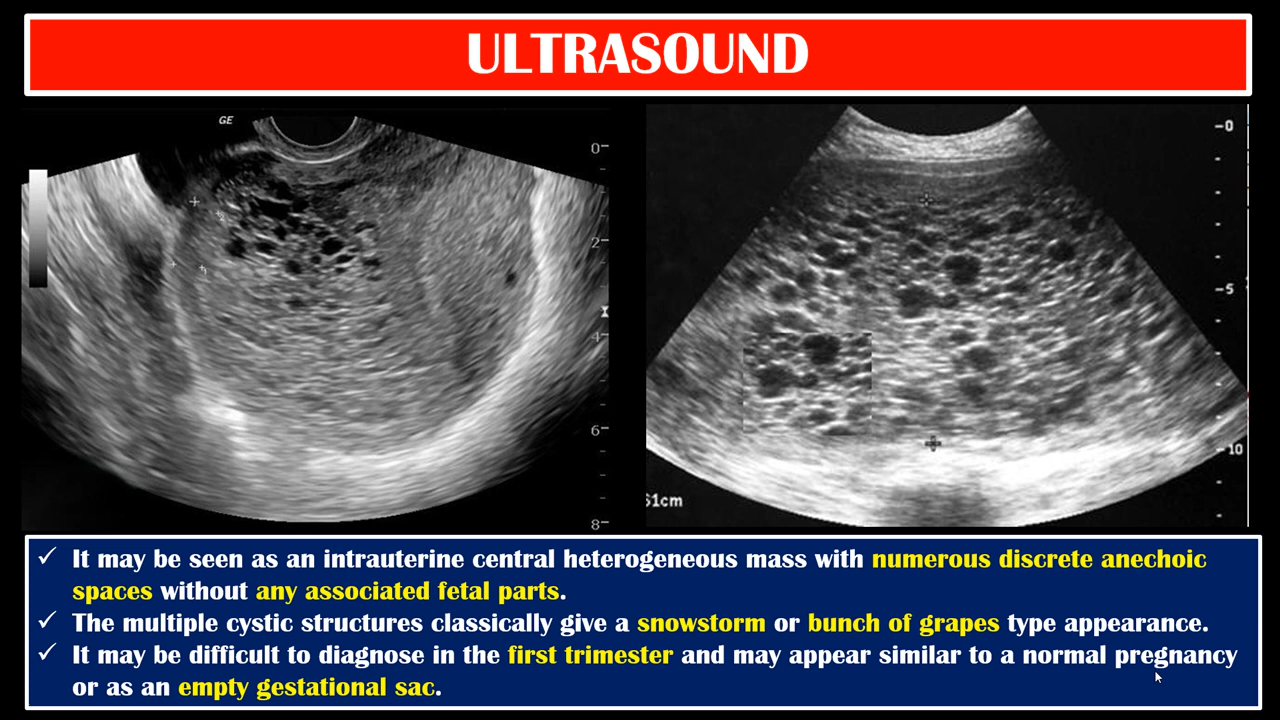 ULTRASOUND
GE
0
2
4
6
8
0
5
10
61cm
✓ It may be seen as an intrauterine central heterogeneous mass with numerous discrete anechoic
spaces without any associated fetal parts.
✓ The multiple cystic structures classically give a snowstorm or bunch of grapes type appearance.
✓ It may be difficult to diagnose in the first trimester and may appear similar to a normal pregnancy
or as an empty gestational sac.